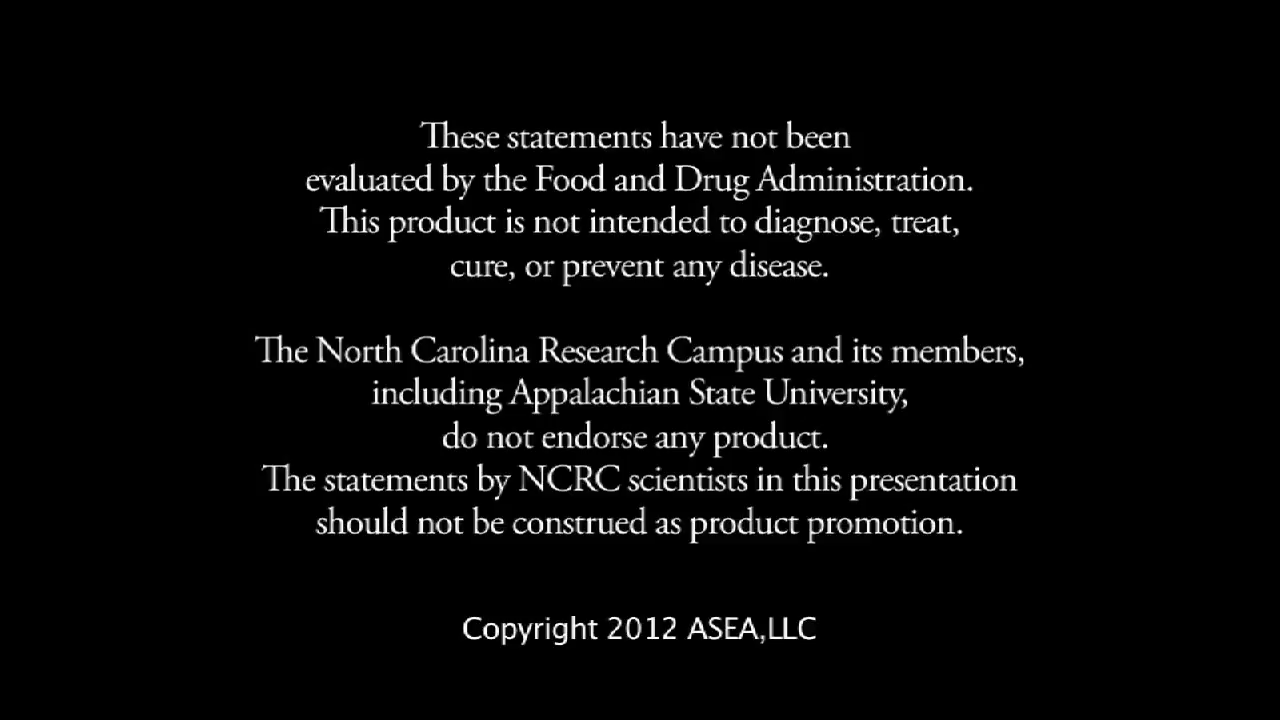 These statements have not been
evaluated by the Food and Drug Administration.
This product is not intended to diagnose, treat,
cure, or prevent any disease.
The North Carolina Research Campus and its members,
including Appalachian State University,
do not endorse any product.
The statements by NCRC scientists in this presentation
should not be construed as product promotion.
Copyright 2012 ASEA,LLC